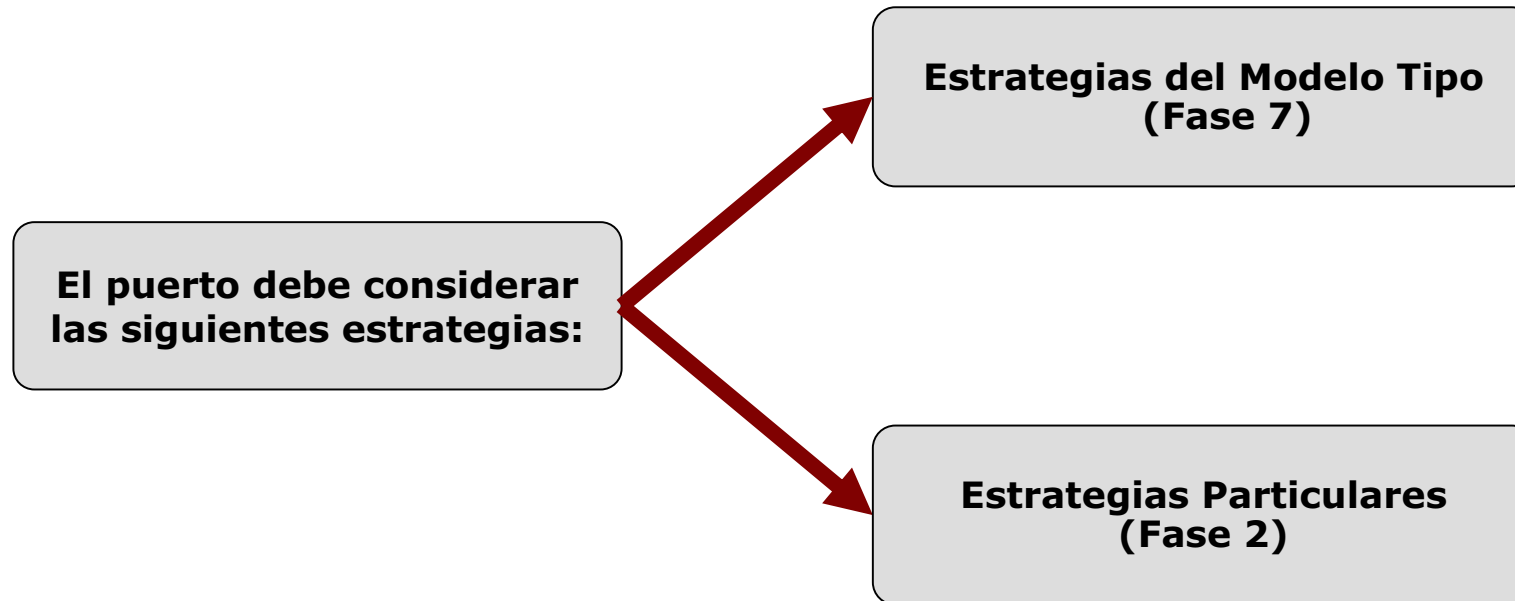 Estrategias del Modelo Tipo
(Fase 7)
El puerto debe considerar
las siguientes estrategias:
Estrategias Particulares
(Fase 2)